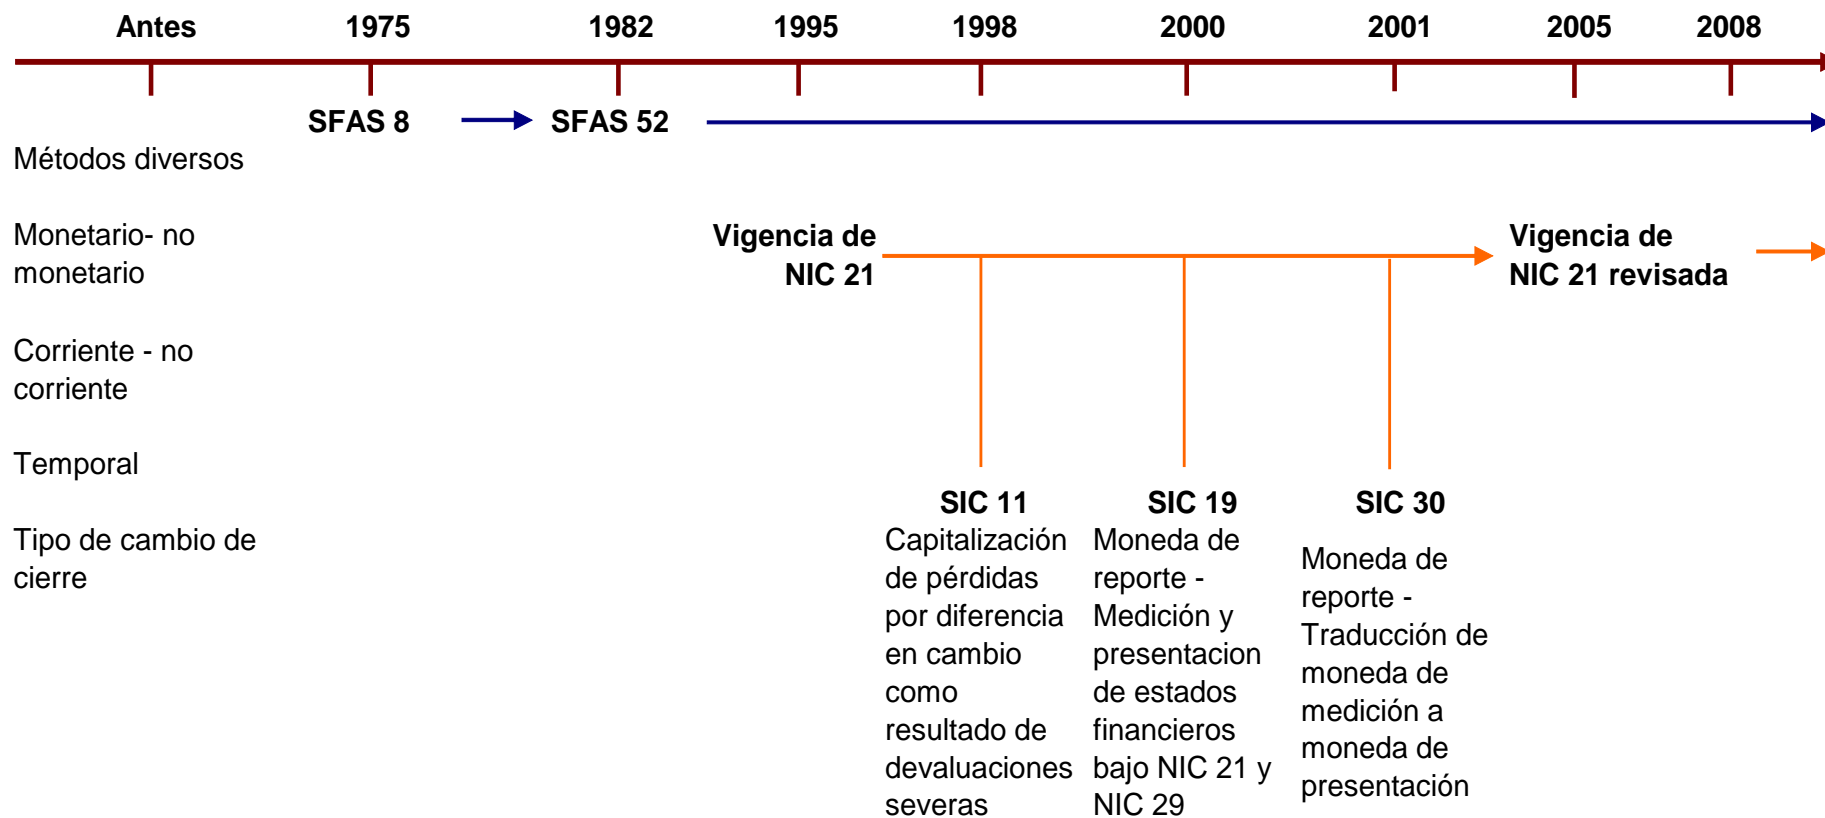 Antes 1975 1982 1995 1998 2000 2001 2005 2008
SFAS 8 SFAS 52
Métodos diversos
Monetario- no
monetario
Corriente - no
corriente
Temporal
Tipo de cambio de
cierre
Vigencia de
NIC 21
Vigencia de
NIC 21 revisada
SIC 11
Capitalización
de pérdidas
por diferencia
en cambio
como
resultado de
devaluaciones
severas
SIC 19
Moneda de
reporte -
Medición y
presentacion
de estados
financieros
bajo NIC 21 y
NIC 29
SIC 30
Moneda de
reporte -
Traducción de
moneda de
medición a
moneda de
presentación